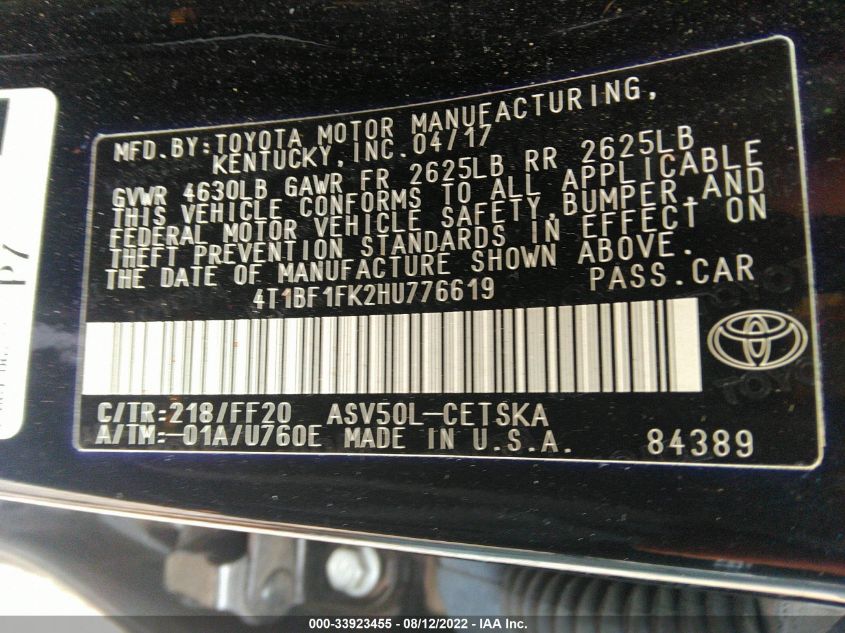 MFD. BY: TOYOTA MOTOR MANUFACTURING,
KENTUCKY, INC. 04/17
GVWR 4630LB GAWR FR 2625LB RR 2625LB
THIS VEHICLE CONFORMS TO ALL APPLICABLE
FEDERAL MOTOR VEHICLE SAFETY, BUMPER, AND
THEFT PREVENTION STANDARDS IN EFFECT ON
THE DATE OF MANUFACTURE SHOWN ABOVE.
4T1BF1FK2HU776619 PASS. CAR
C/TR: 218/FF20 ASV50L-CETSKA
A/TM: -01A/U760E MADE IN U.S.A. 84389
000-33923455 - 08/12/2022 - IAA Inc.